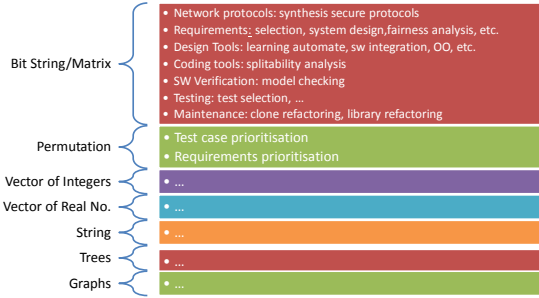 Bit String/Matrix
• Network protocols: synthesis secure protocols
• Requirements: selection, system design,fairness analysis, etc.
• Design Tools: learning automate, sw integration, OO, etc.
• Coding tools: splitability analysis
• SW Verification: model checking
• Testing: test selection, ...
• Maintenance: clone refactoring, library refactoring
Permutation
• Test case prioritisation
• Requirements prioritisation
Vector of Integers
• ...
Vector of Real No.
• ...
String
• ...
Trees
• ...
Graphs
• ...